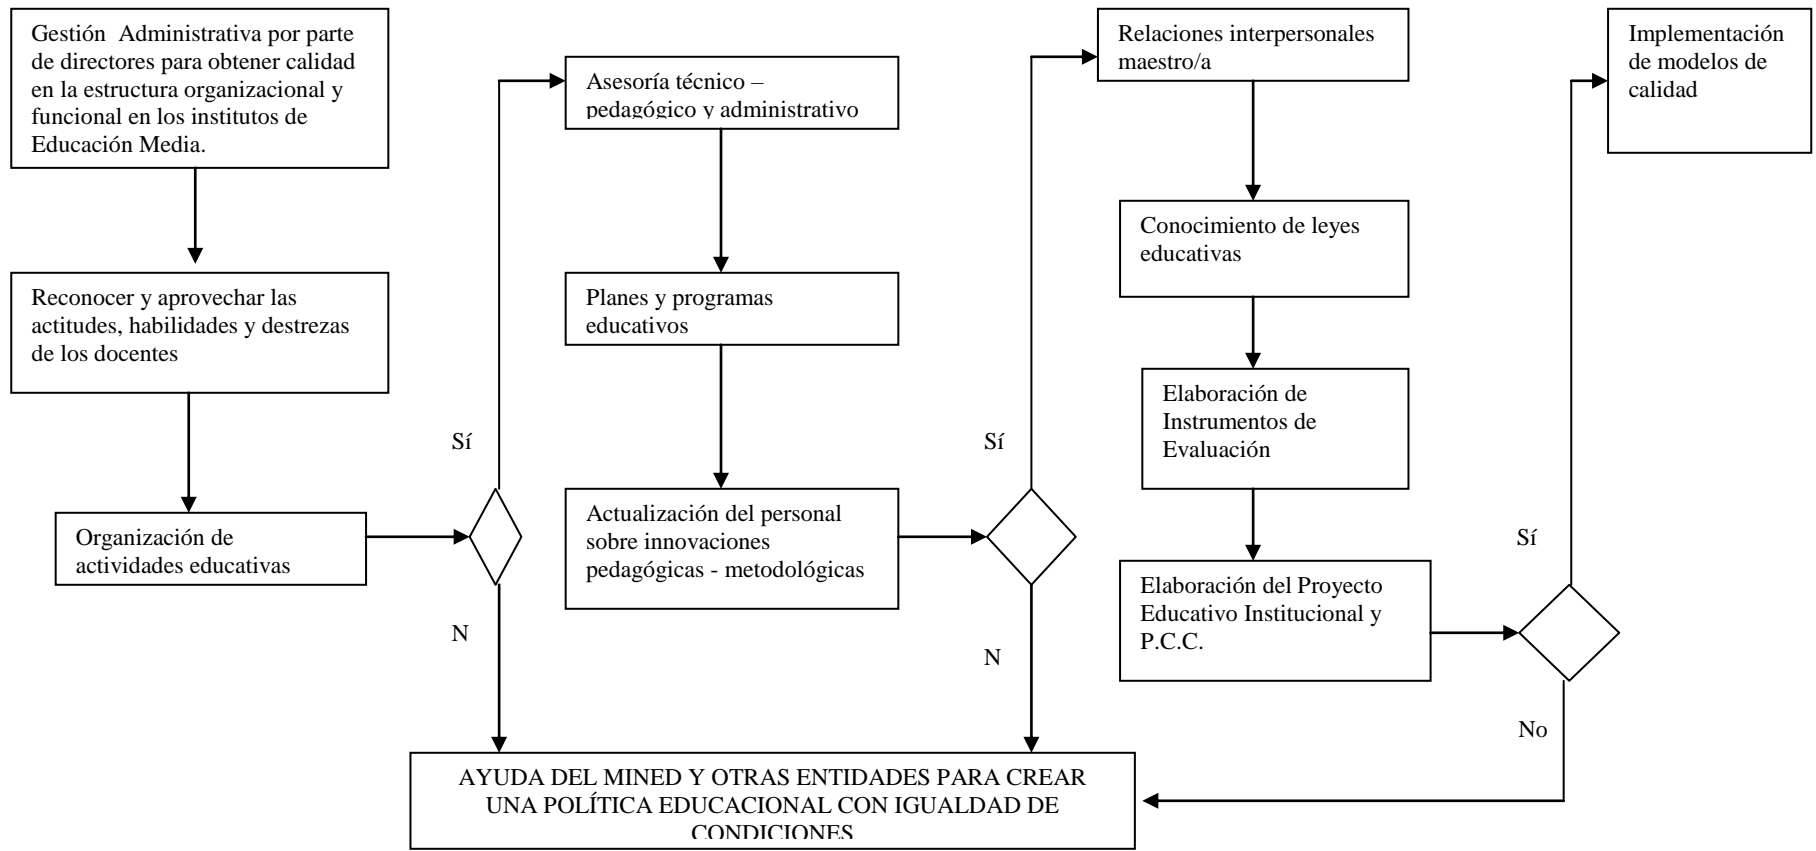 Gestión  Administrativa por parte
de directores para obtener calidad
en la estructura organizacional y
funcional en los institutos de
Educación Media.
Reconocer y aprovechar las
actitudes, habilidades y destrezas
de los docentes
Organización de
actividades educativas
Sí
N
Asesoría técnico –
pedagógico y administrativo
Planes y programas
educativos
Actualización del personal
sobre innovaciones
pedagógicas - metodológicas
Sí
N
Relaciones interpersonales
maestro/a
Conocimiento de leyes
educativas
Elaboración de
Instrumentos de
Evaluación
Elaboración del Proyecto
Educativo Institucional y
P.C.C.
Sí
No
Implementación
de modelos de
calidad
AYUDA DEL MINED Y OTRAS ENTIDADES PARA CREAR
UNA POLÍTICA EDUCACIONAL CON IGUALDAD DE
CONDICIONES